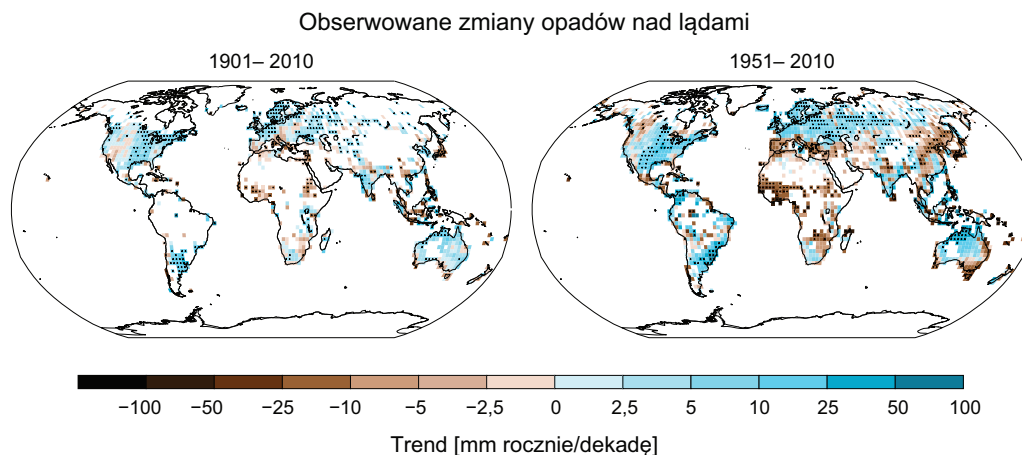 Obserwowane zmiany opadów nad lądami
1901– 2010
1951– 2010
−100 −50 −25 −10 −5 −2,5 0 2,5 5 10 25 50 100
Trend [mm rocznie/dekadę]